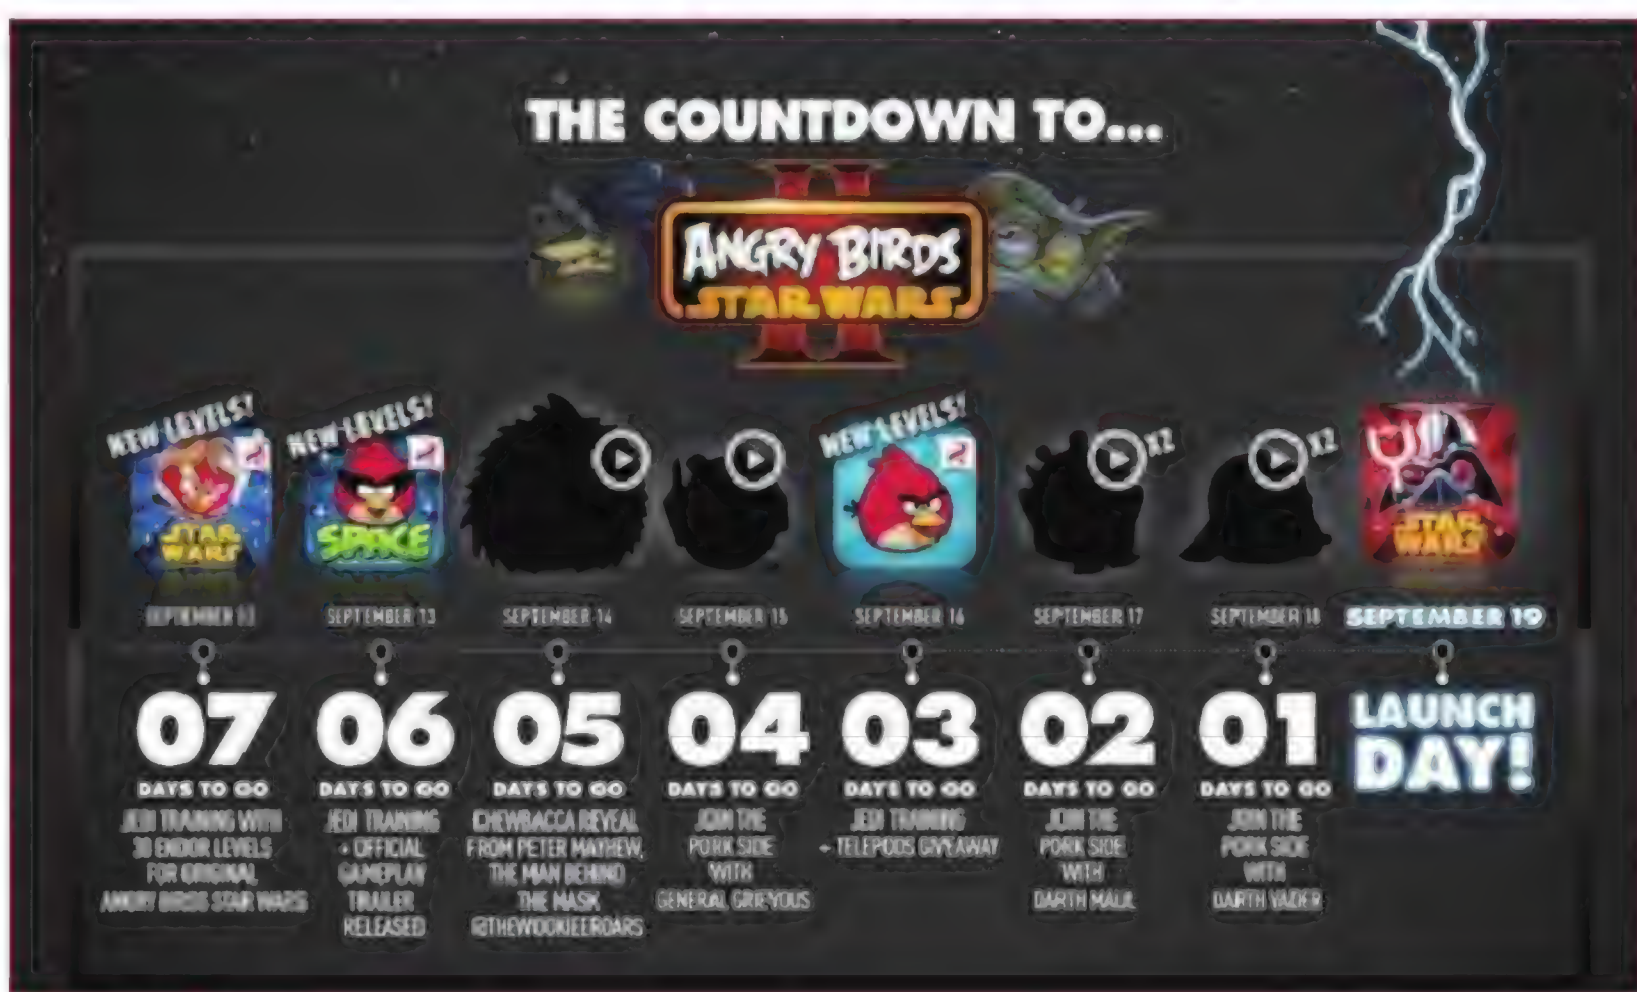 THE COUNTDOWN TO...
II
ANGRY BIRDS
STAR WARS
NEW LEVELS!
STAR
WARS
SEPTEMBER 12
07
DAYS TO GO
JEDI TRAINING WITH
30 ENDOR LEVELS
FOR ORIGINAL
ANGRY BIRDS STAR WARS
NEW LEVELS!
SPACE
SEPTEMBER 13
06
DAYS TO GO
JEDI TRAINING
+ OFFICIAL
GAMEPLAY
TRAILER
RELEASED
SEPTEMBER 14
05
DAYS TO GO
CHEWBACCA REVEAL
FROM PETER MAYHEW,
THE MAN BEHIND
THE MASK
@THEWOOKIEEROARS
SEPTEMBER 15
04
DAYS TO GO
JOIN THE
PORK SIDE
WITH
GENERAL GRIEVOUS
NEW LEVELS!
SEPTEMBER 16
03
DAYS TO GO
JEDI TRAINING
+ TELEPODS GIVEAWAY
X2
SEPTEMBER 17
02
DAYS TO GO
JOIN THE
PORK SIDE
WITH
DARTH MAUL
X2
SEPTEMBER 18
01
DAYS TO GO
JOIN THE
PORK SIDE
WITH
DARTH VADER
STAR
WARS
SEPTEMBER 19
LAUNCH
DAY!